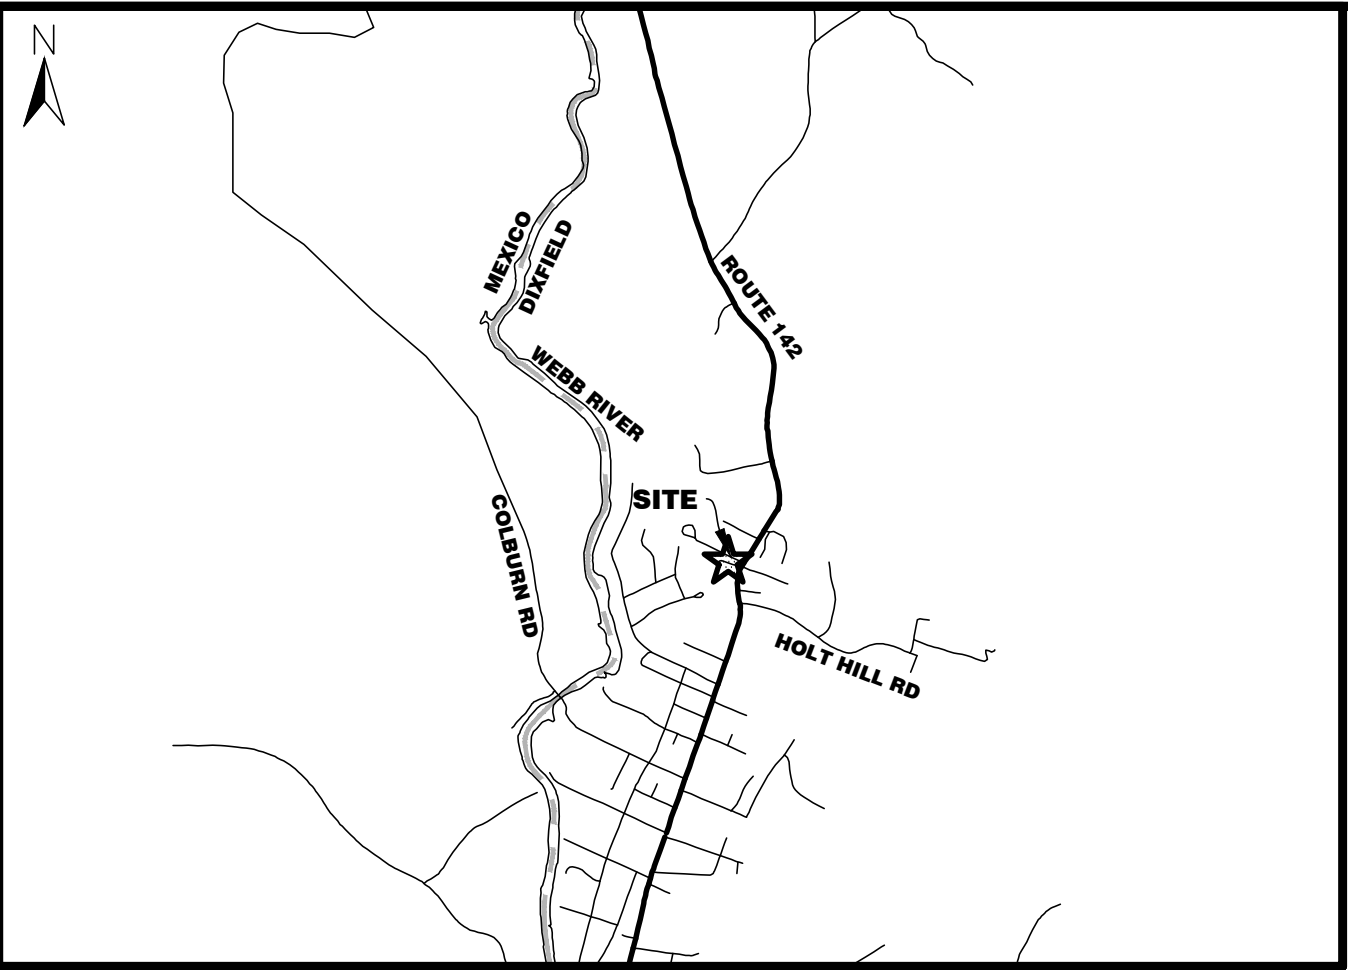 N
MEXICO
DIXFIELD
ROUTE 142
WEBB RIVER
SITE
COLBURN RD
HOLT HILL RD